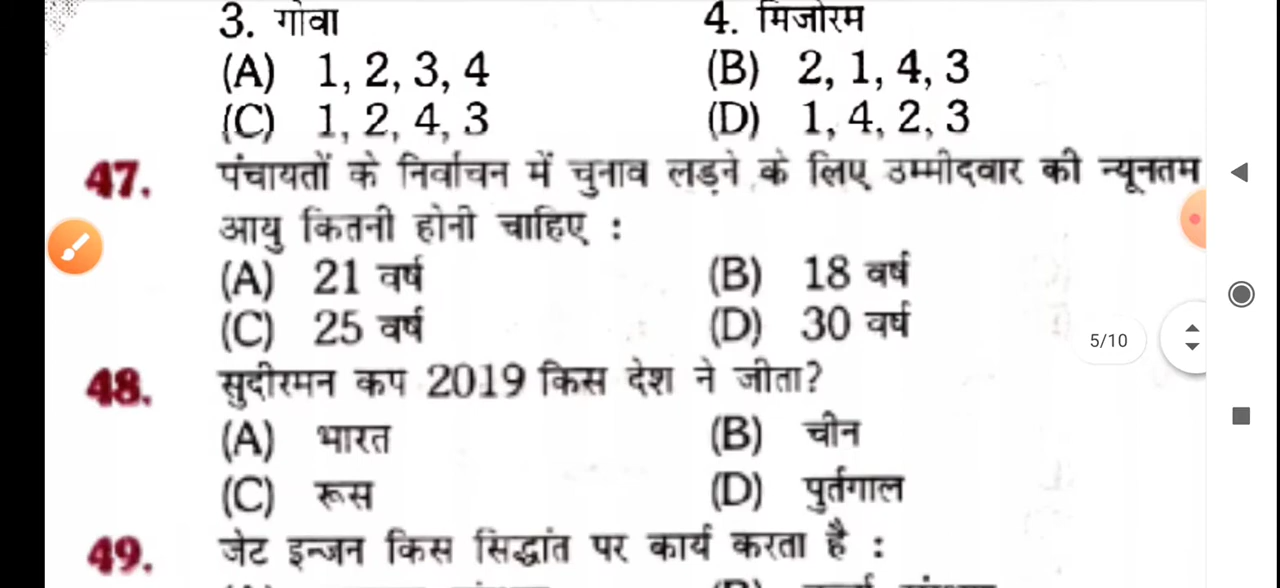 3. गोवा 4. मिजोरम
(A) 1, 2, 3, 4 (B) 2, 1, 4, 3
(C) 1, 2, 4, 3 (D) 1, 4, 2, 3
47. पंचायतों के निर्वाचन में चुनाव लड़ने के लिए उम्मीदवार की न्यूनतम
आयु कितनी होनी चाहिए :
(A) 21 वर्ष (B) 18 वर्ष
(C) 25 वर्ष (D) 30 वर्ष
5/10
48. सुदीरमन कप 2019 किस देश ने जीता?
(A) भारत (B) चीन
(C) रूस (D) पुर्तगाल
49. जेट इन्जन किस सिद्धांत पर कार्य करता है :